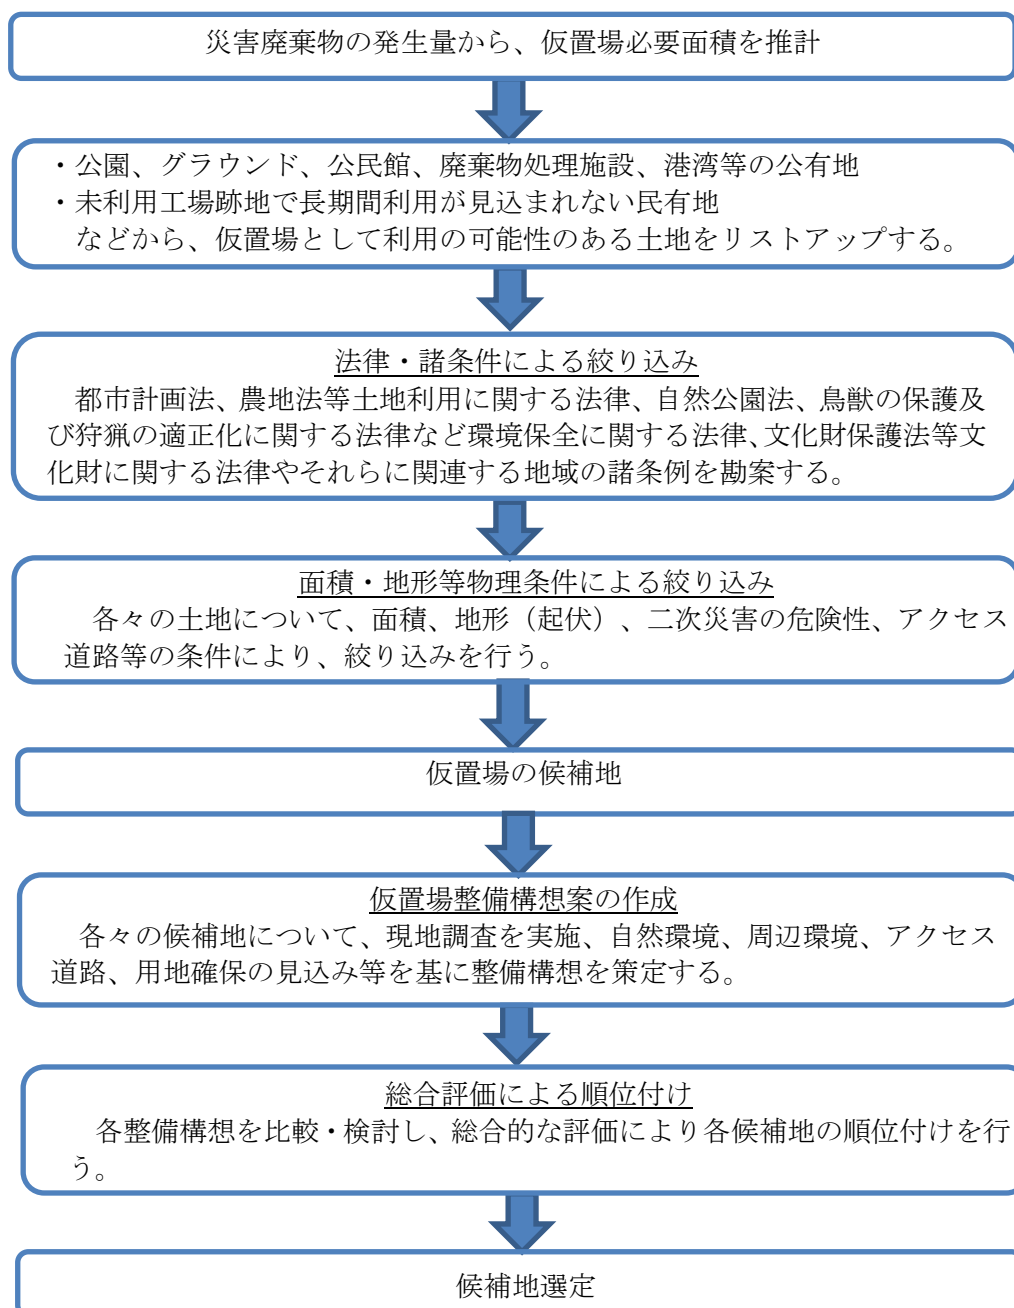 災害廃棄物の発生量から、仮置場必要面積を推計
・公園、グラウンド、公民館、廃棄物処理施設、港湾等の公有地
・未利用工場跡地で長期間利用が見込まれない民有地
などから、仮置場として利用の可能性のある土地をリストアップする。
法律・諸条件による絞り込み
都市計画法、農地法等土地利用に関する法律、自然公園法、鳥獣の保護及
び狩猟の適正化に関する法律など環境保全に関する法律、文化財保護法等文
化財に関する法律やそれらに関連する地域の諸条例を勘案する。
面積・地形等物理条件による絞り込み
各々の土地について、面積、地形（起伏）、二次災害の危険性、アクセス
道路等の条件により、絞り込みを行う。
仮置場の候補地
仮置場整備構想案の作成
各々の候補地について、現地調査を実施、自然環境、周辺環境、アクセス
道路、用地確保の見込み等を基に整備構想を策定する。
総合評価による順位付け
各整備構想を比較・検討し、総合的な評価により各候補地の順位付けを行
う。
候補地選定